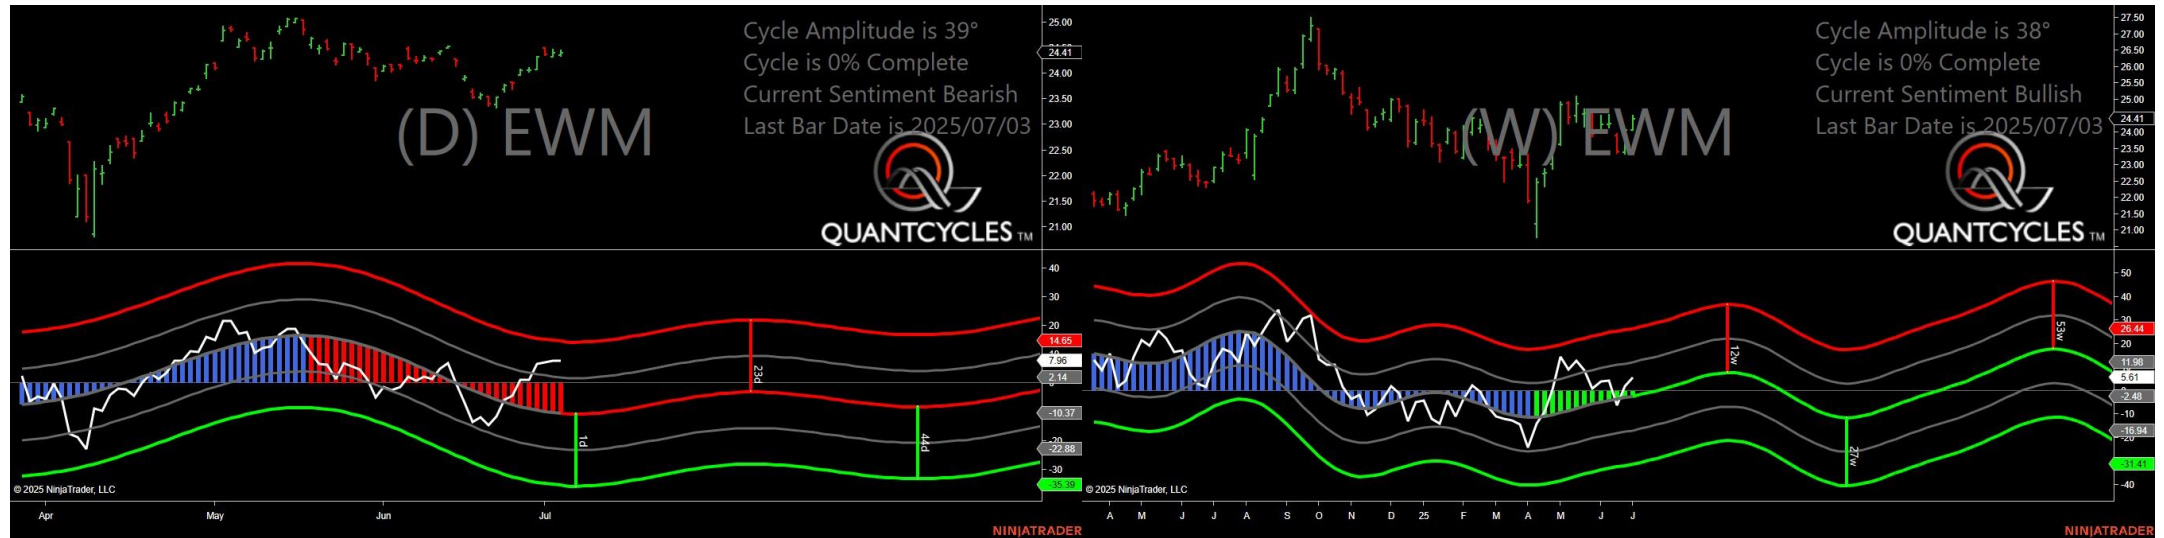 Cycle Amplitude is 39°
Cycle is 0% Complete
Current Sentiment Bearish
Last Bar Date is 2025/07/03
(D) EWM
QUANTCYCLES TM
25.00
24.41
24.00
23.50
23.00
22.50
22.00
21.50
21.00
40
30
20
14.65
7.96
2.14
-10.37
-22.88
-30
-35.39
23d
1d
44d
© 2025 NinjaTrader, LLC
Apr May Jun Jul
NINJATRADER
Cycle Amplitude is 38°
Cycle is 0% Complete
Current Sentiment Bullish
Last Bar Date is 2025/07/03
(W) EWM
QUANTCYCLES TM
27.50
27.00
26.50
26.00
25.50
25.00
24.41
24.00
23.50
23.00
22.50
22.00
21.50
21.00
50
40
30
26.44
20
11.98
5.61
-2.48
-10
-16.94
-20
-31.41
-40
12w
53w
27w
© 2025 NinjaTrader, LLC
A M J J A S O N D 25 F M A M J J
NINJATRADER